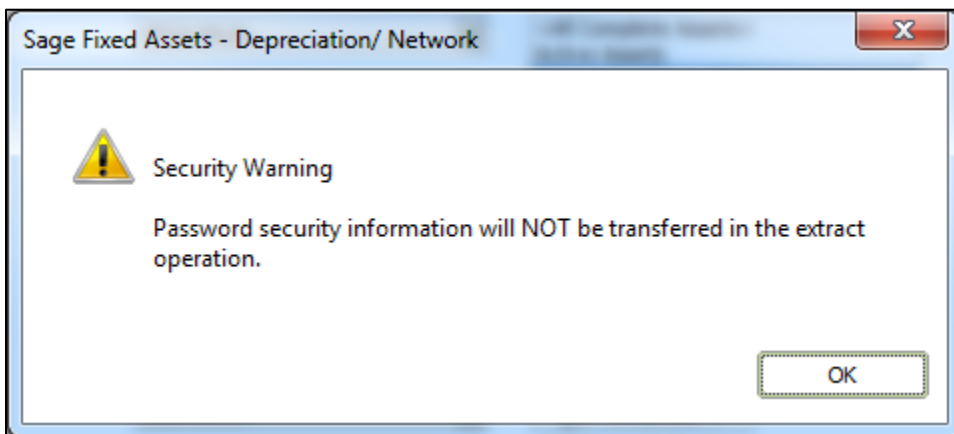 Sage Fixed Assets - Depreciation/ Network
Security Warning
Password security information will NOT be transferred in the extract
operation.
OK